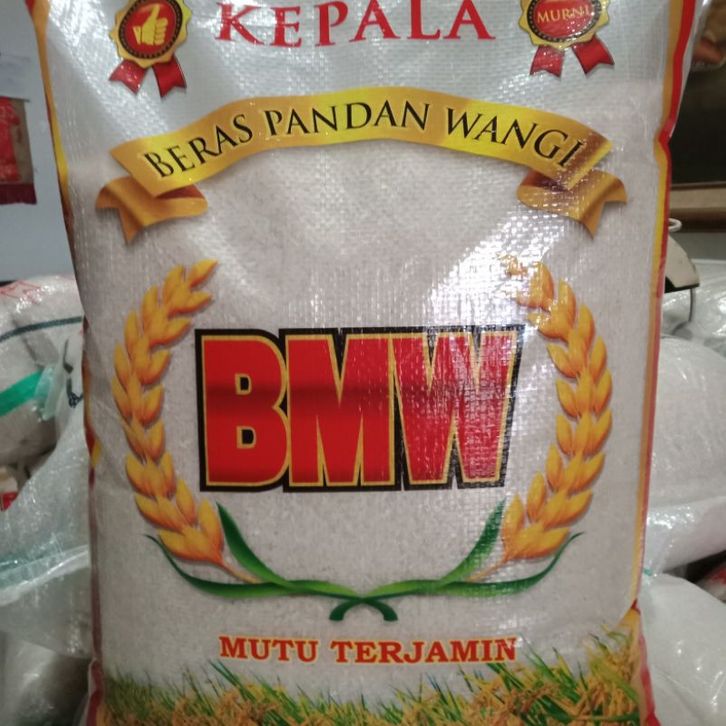 KEPALA
MURNI
BERAS PANDAN WANGI
BMW
MUTU TERJAMIN